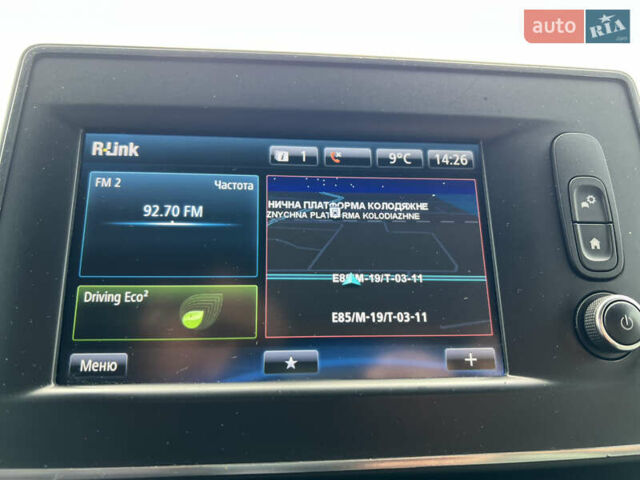 auto RIA .com
R-Link
1
9°C
14:26
FM 2
Частота
92.70 FM
НИЧНА ПЛАТФОРМА КОЛОДЯЖНЕ
ZNYCHNA PLATFORMA KOLODIAZHNE
E85/M-19/T-03-11
E85/M-19/T-03-11
Driving Eco²
Меню